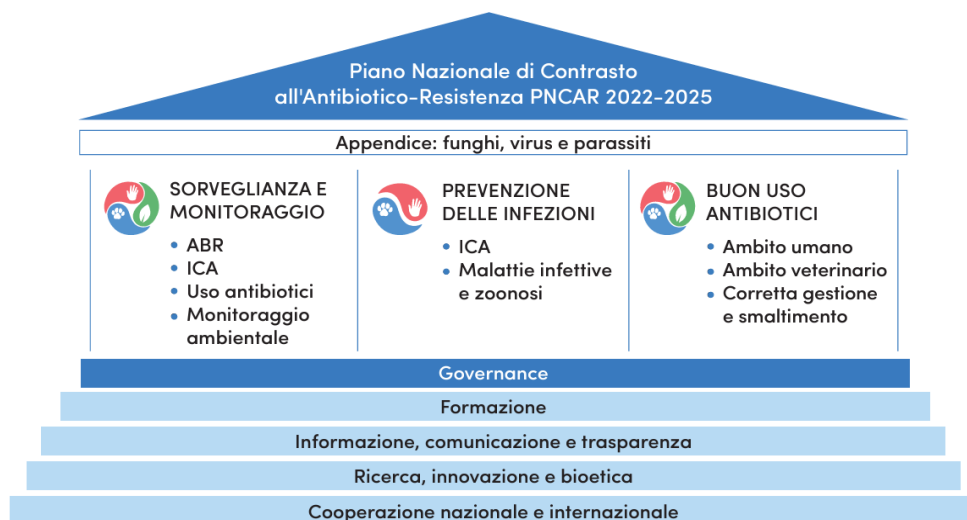 Piano Nazionale di Contrasto
all'Antibiotico-Resistenza PNCAR 2022-2025
Appendice: funghi, virus e parassiti
SORVEGLIANZA E
MONITORAGGIO
• ABR
• ICA
• Uso antibiotici
• Monitoraggio
ambientale
PREVENZIONE
DELLE INFEZIONI
• ICA
• Malattie infettive
e zoonosi
BUON USO
ANTIBIOTICI
• Ambito umano
• Ambito veterinario
• Corretta gestione
e smaltimento
Governance
Formazione
Informazione, comunicazione e trasparenza
Ricerca, innovazione e bioetica
Cooperazione nazionale e internazionale